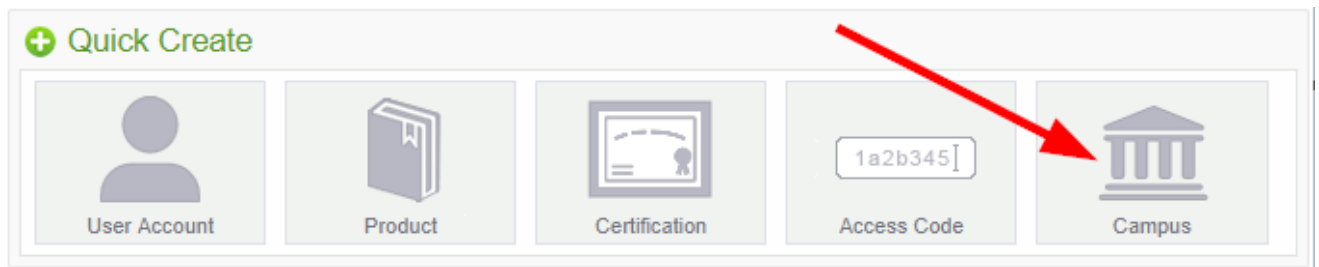 Quick Create
1a2b345
User Account
Product
Certification
Access Code
Campus